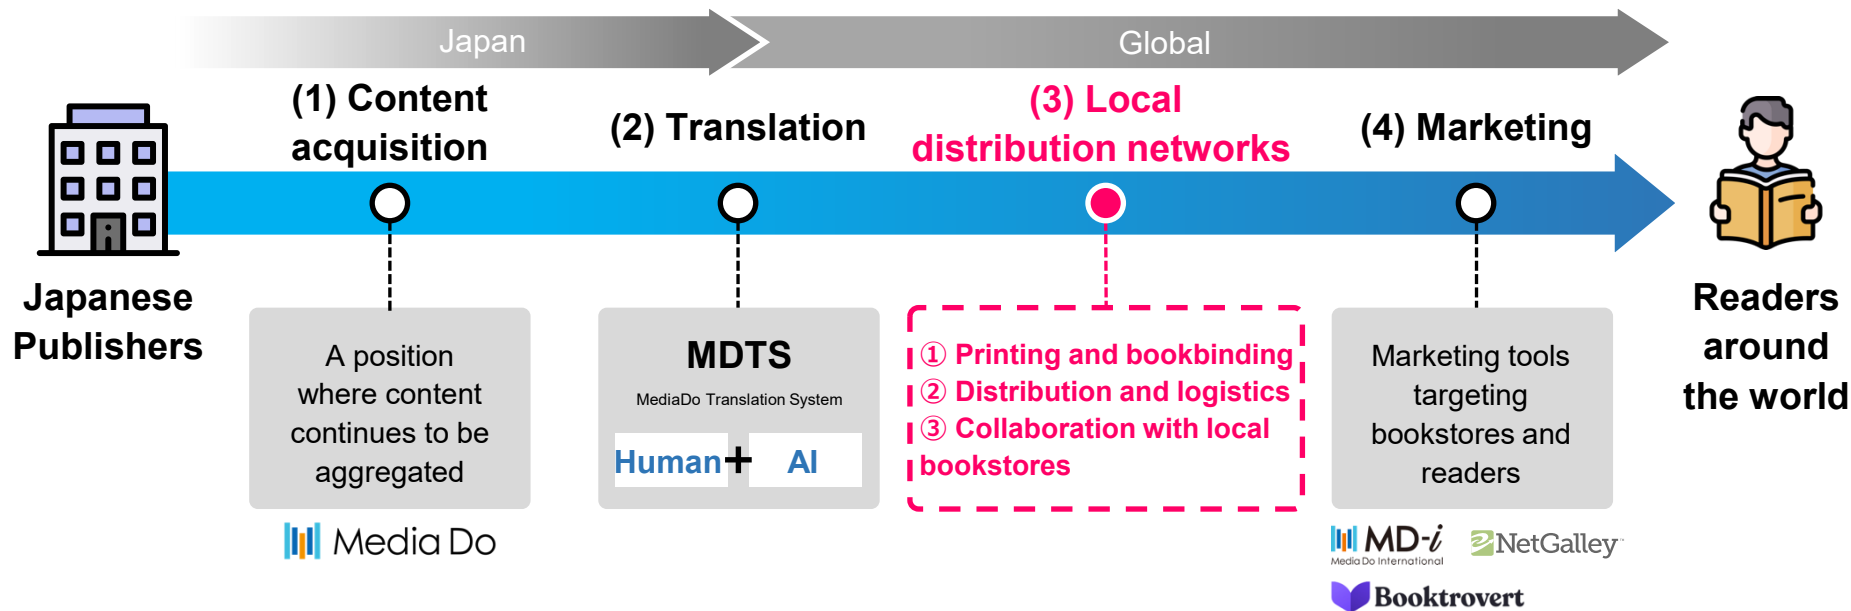 Japan
Global
(1) Content
acquisition
(2) Translation
(3) Local
distribution networks
(4) Marketing
Japanese
Publishers
Readers
around
the world
A position
where content
continues to be
aggregated
Media Do
MDTS
MediaDo Translation System
Human + AI
① Printing and bookbinding
② Distribution and logistics
③ Collaboration with local
bookstores
Marketing tools
targeting
bookstores and
readers
MD-i
Media Do International
NetGalley
Booktrovert